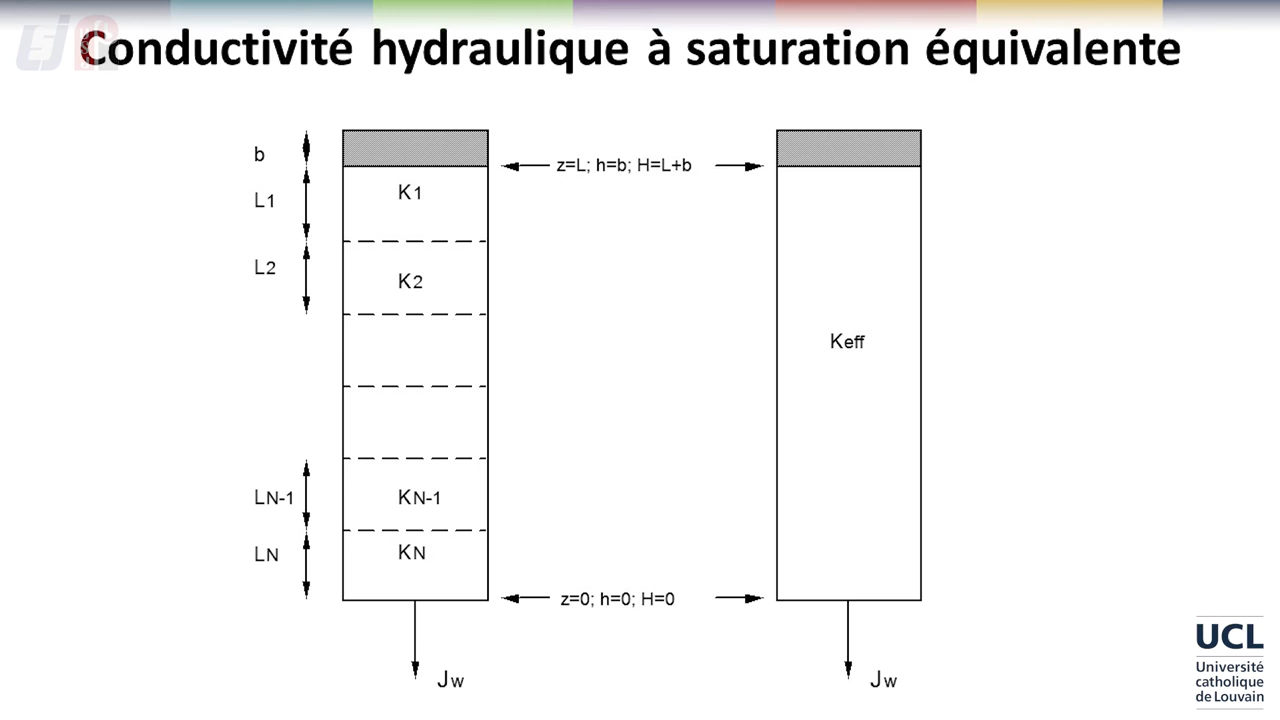 Conductivité hydraulique à saturation équivalente
b
z=L; h=b; H=L+b
L1
K1
L2
K2
Keff
LN-1
KN-1
LN
KN
z=0; h=0; H=0
Jw
Jw
UCL
Université
catholique
de Louvain